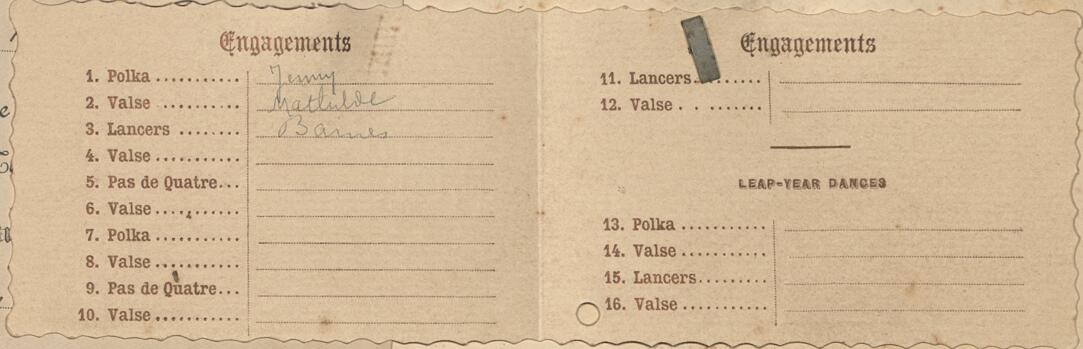 Engagements
1. Polka .......... Jenny
2. Valse .......... Mathilde
3. Lancers ........ Barnes
4. Valse ..........
5. Pas de Quatre...
6. Valse ..........
7. Polka ..........
8. Valse ..........
9. Pas de Quatre...
10. Valse ..........
Engagements
11. Lancers.........
12. Valse . . .......
LEAP-YEAR DANCES
13. Polka ...........
14. Valse ...........
15. Lancers.........
16. Valse ...........